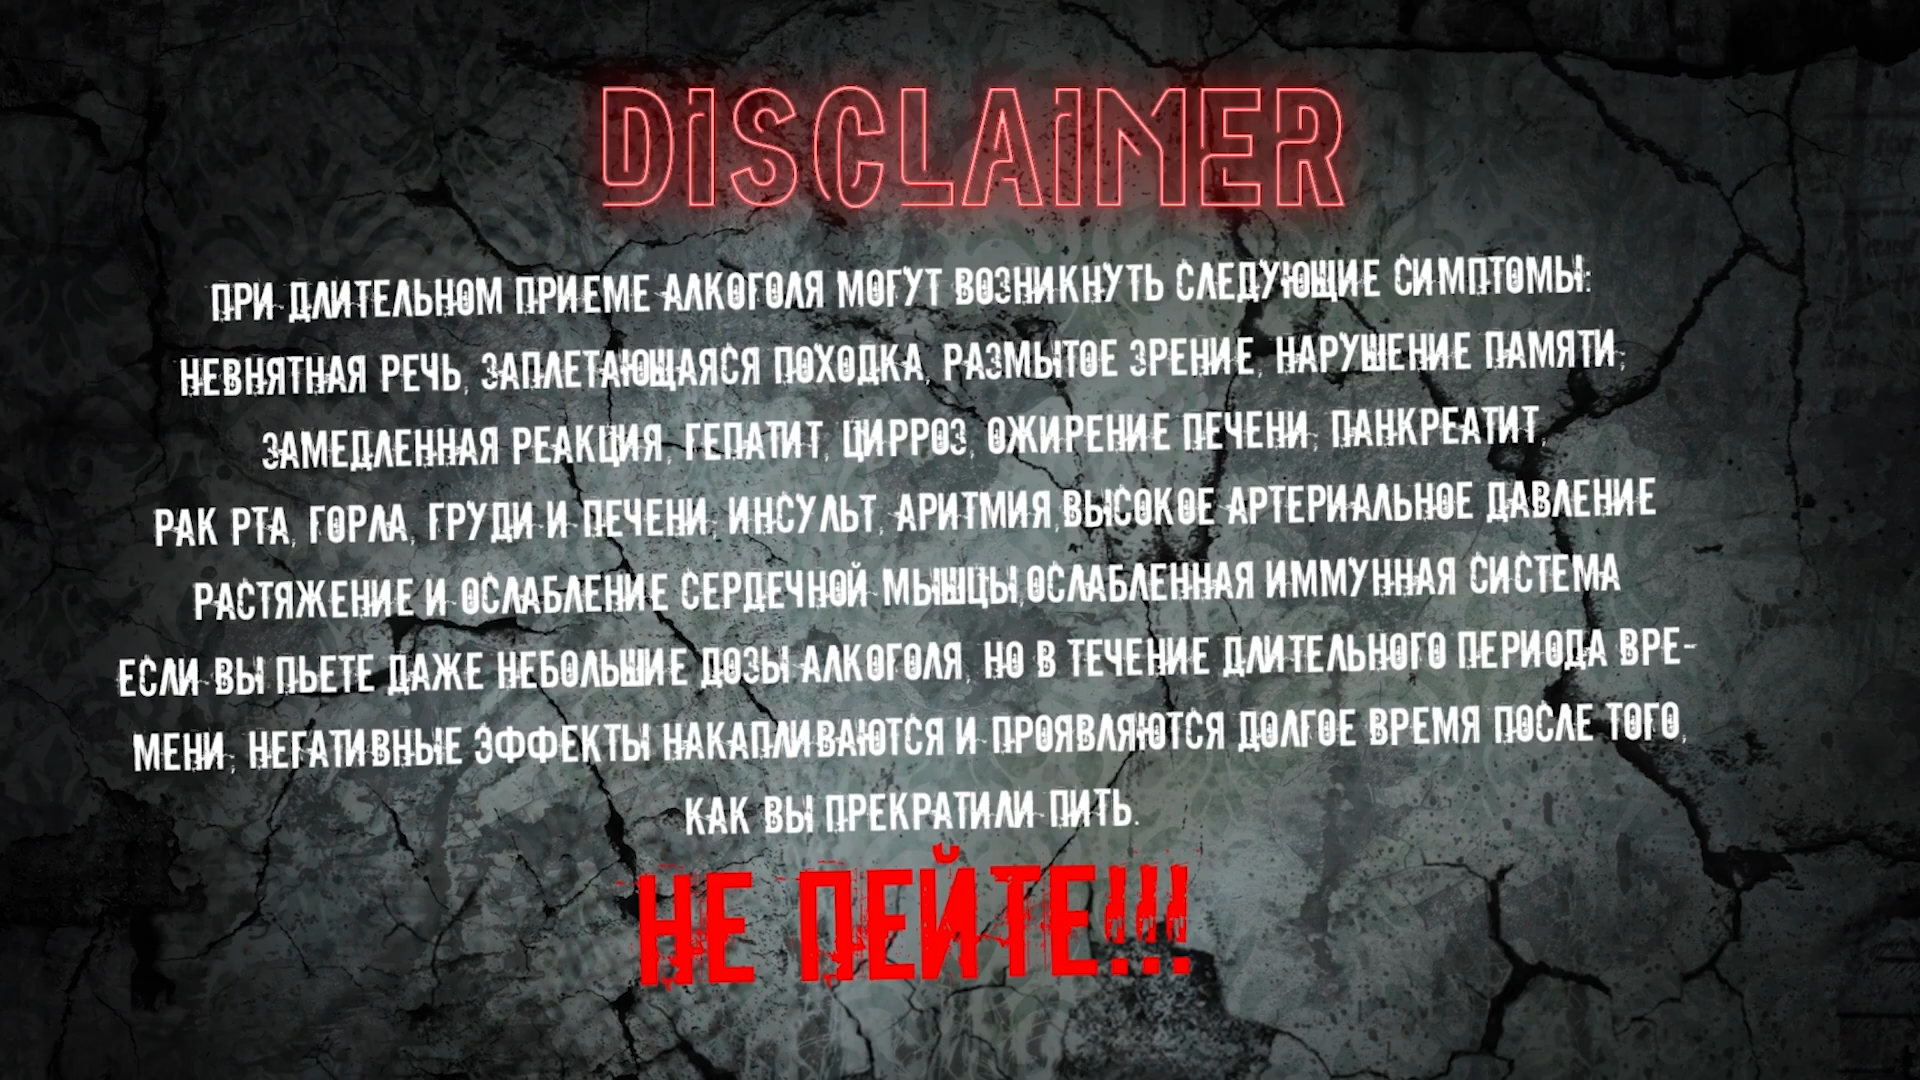 DISCLAIMER
ПРИ ДЛИТЕЛЬНОМ ПРИЕМЕ АЛКОГОЛЯ МОГУТ ВОЗНИКНУТЬ СЛЕДУЮЩИЕ СИМПТОМЫ:
НЕВНЯТНАЯ РЕЧЬ, ЗАПЛЕТАЮЩАЯСЯ ПОХОДКА, РАЗМЫТОЕ ЗРЕНИЕ, НАРУШЕНИЕ ПАМЯТИ,
ЗАМЕДЛЕННАЯ РЕАКЦИЯ, ГЕПАТИТ, ЦИРРОЗ, ОЖИРЕНИЕ ПЕЧЕНИ, ПАНКРЕАТИТ,
РАК РТА, ГОРЛА, ГРУДИ И ПЕЧЕНИ, ИНСУЛЬТ, АРИТМИЯ,ВЫСОКОЕ АРТЕРИАЛЬНОЕ ДАВЛЕНИЕ
РАСТЯЖЕНИЕ И ОСЛАБЛЕНИЕ СЕРДЕЧНОЙ МЫШЦЫ,ОСЛАБЛЕННАЯ ИММУННАЯ СИСТЕМА
ЕСЛИ ВЫ ПЬЕТЕ ДАЖЕ НЕБОЛЬШИЕ ДОЗЫ АЛКОГОЛЯ, НО В ТЕЧЕНИЕ ДЛИТЕЛЬНОГО ПЕРИОДА ВРЕ-
МЕНИ, НЕГАТИВНЫЕ ЭФФЕКТЫ НАКАПЛИВАЮТСЯ И ПРОЯВЛЯЮТСЯ ДОЛГОЕ ВРЕМЯ ПОСЛЕ ТОГО,
КАК ВЫ ПРЕКРАТИЛИ ПИТЬ.
НЕ ПЕЙТЕ!!!